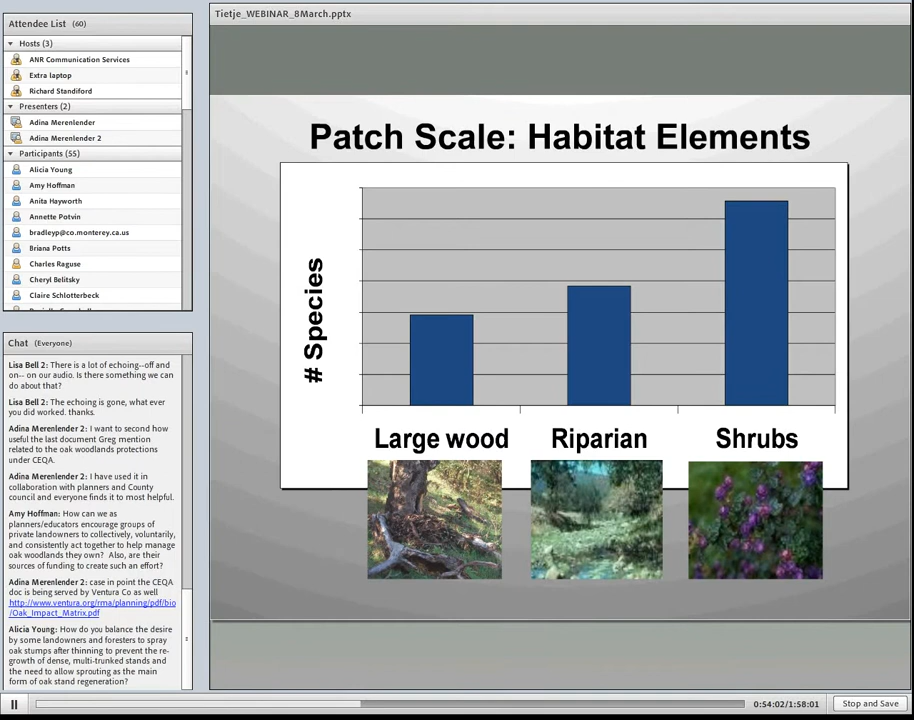 Tietje_WEBINAR_8March.pptx
Attendee List (60)
Hosts (3)
ANR Communication Services
Extra laptop
Richard Standiford
Presenters (2)
Adina Merenlender
Adina Merenlender 2
Participants (55)
Alicia Young
Amy Hoffman
Anita Hayworth
Annette Potvin
bradleyp@co.monterey.ca.us
Briana Potts
Charles Raguse
Cheryl Belitsky
Claire Schlotterbeck
Chat (Everyone)
Lisa Bell 2: There is a lot of echoing--off and
on-- on our audio. Is there something we can
do about that?
Lisa Bell 2: The echoing is gone, what ever
you did worked. thanks.
Adina Merenlender 2: I want to second how
useful the last document Greg mention
related to the oak woodlands protections
under CEQA.
Adina Merenlender 2: I have used it in
collaboration with planners and County
council and everyone finds it to most helpful.
Amy Hoffman: How can we as
planners/educators encourage groups of
private landowners to collectively, voluntarily,
and consistently act together to help manage
oak woodlands they own? Also, are their
sources of funding to create such an effort?
Adina Merenlender 2: case in point the CEQA
doc is being served by Ventura Co as well
http://www.ventura.org/rma/planning/pdf/bio
/Oak_Impact_Matrix.pdf
Alicia Young: How do you balance the desire
by some landowners and foresters to spray
oak stumps after thinning to prevent the re-
growth of dense, multi-trunked stands and
the need to allow sprouting as the main
form of oak stand regeneration?
Patch Scale: Habitat Elements
# Species
Large wood
Riparian
Shrubs
0:54:02/1:58:01
Stop and Save